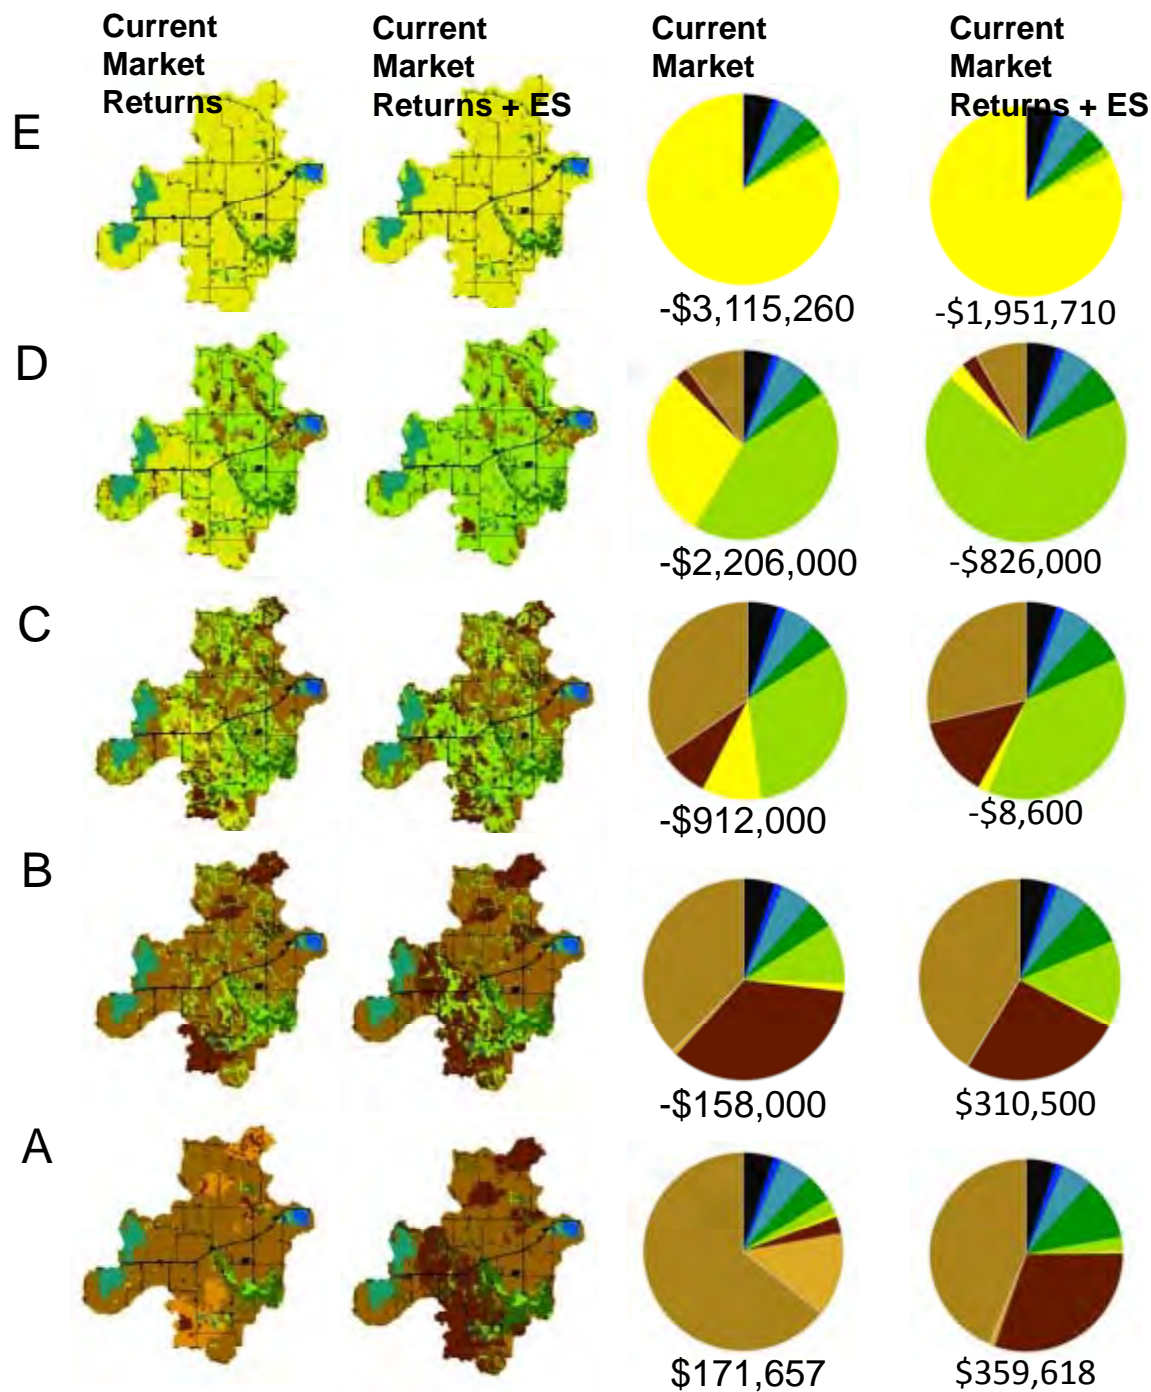 Current
Market
Returns
Current
Market
Returns + ES
Current
Market
Current
Market
Returns + ES
E
-$3,115,260
-$1,951,710
D
-$2,206,000
-$826,000
C
-$912,000
-$8,600
B
-$158,000
$310,500
A
$171,657
$359,618